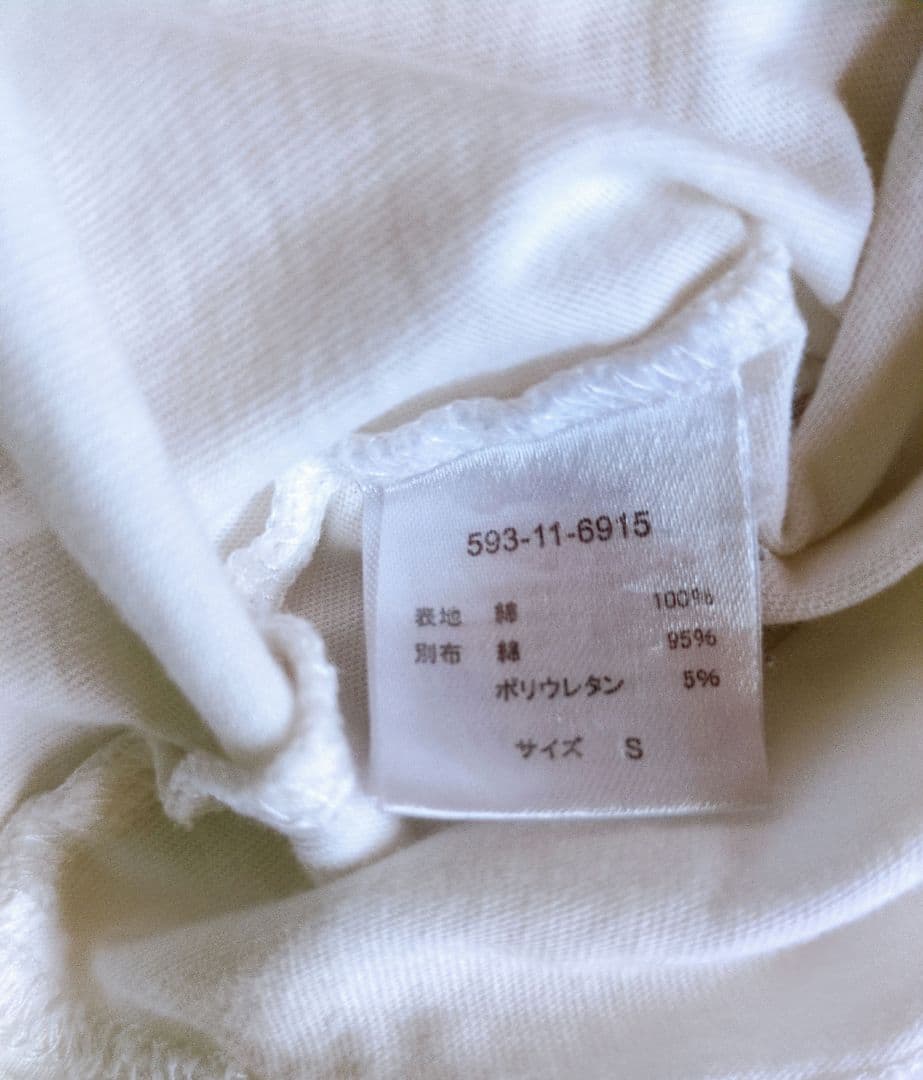 593-11-6915
表地 綿 100%
別布 綿 95%
ポリウレタン 5%
サイズ S